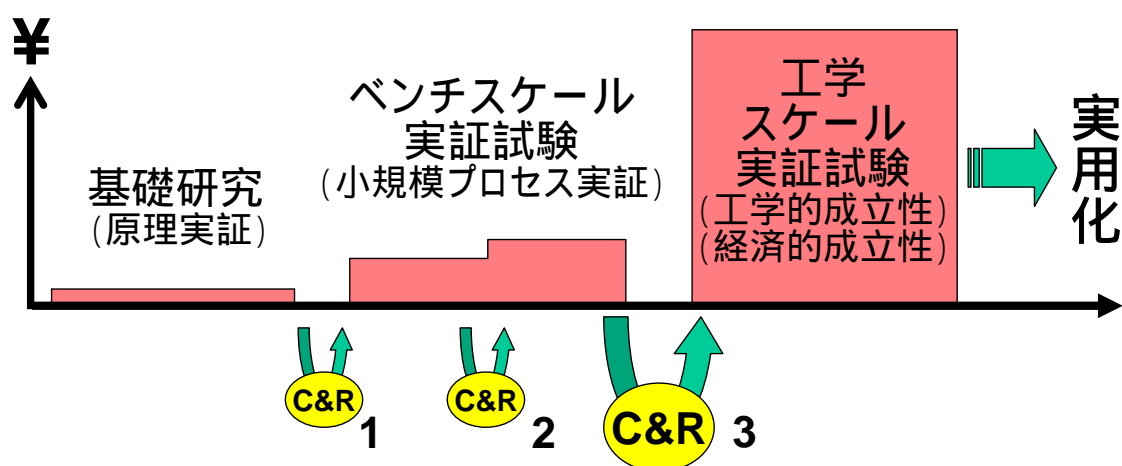 ¥
基礎研究
(原理実証)
ベンチスケール
実証試験
(小規模プロセス実証)
工学
スケール
実証試験
(工学的成立性)
(経済的成立性)
実用化
C&R
1
C&R
2
C&R
3